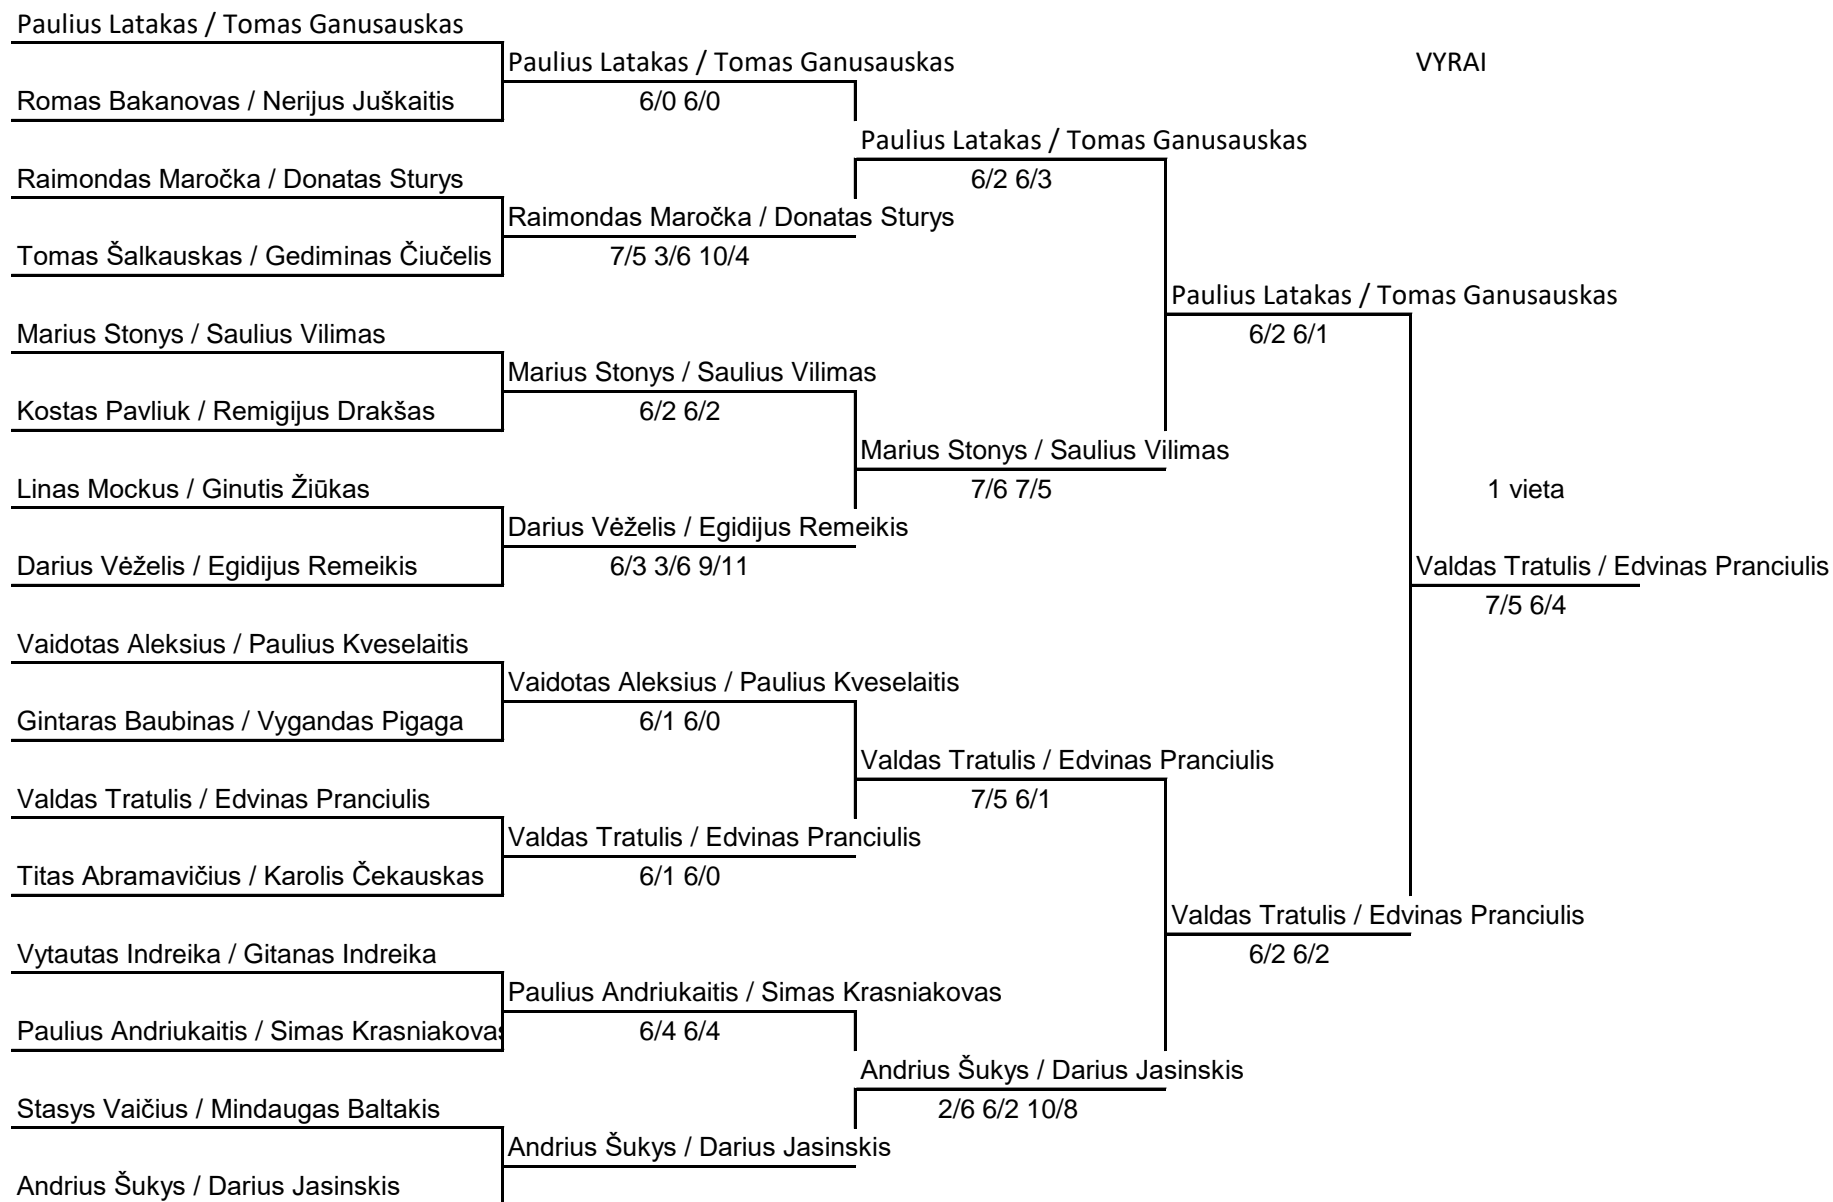 Paulius Latakas / Tomas Ganusauskas
Paulius Latakas / Tomas Ganusauskas
VYRAI
Romas Bakanovas / Nerijus Juškaitis
6/0 6/0
Paulius Latakas / Tomas Ganusauskas
Raimondas Maročka / Donatas Sturys
6/2 6/3
Raimondas Maročka / Donatas Sturys
Tomas Šalkauskas / Gediminas Čiučelis
7/5 3/6 10/4
Paulius Latakas / Tomas Ganusauskas
Marius Stonys / Saulius Vilimas
6/2 6/1
Marius Stonys / Saulius Vilimas
Kostas Pavliuk / Remigijus Drakšas
6/2 6/2
Marius Stonys / Saulius Vilimas
Linas Mockus / Ginutis Žiūkas
7/6 7/5
1 vieta
Darius Vėželis / Egidijus Remeikis
Darius Vėželis / Egidijus Remeikis
6/3 3/6 9/11
Valdas Tratulis / Edvinas Pranciulis
7/5 6/4
Vaidotas Aleksius / Paulius Kveselaitis
Vaidotas Aleksius / Paulius Kveselaitis
Gintaras Baubinas / Vygandas Pigaga
6/1 6/0
Valdas Tratulis / Edvinas Pranciulis
Valdas Tratulis / Edvinas Pranciulis
7/5 6/1
Valdas Tratulis / Edvinas Pranciulis
Titas Abramavičius / Karolis Čekauskas
6/1 6/0
Valdas Tratulis / Edvinas Pranciulis
Vytautas Indreika / Gitanas Indreika
6/2 6/2
Paulius Andriukaitis / Simas Krasniakovas
Paulius Andriukaitis / Simas Krasniakovas
6/4 6/4
Andrius Šukys / Darius Jasinskis
Stasys Vaičius / Mindaugas Baltakis
2/6 6/2 10/8
Andrius Šukys / Darius Jasinskis
Andrius Šukys / Darius Jasinskis